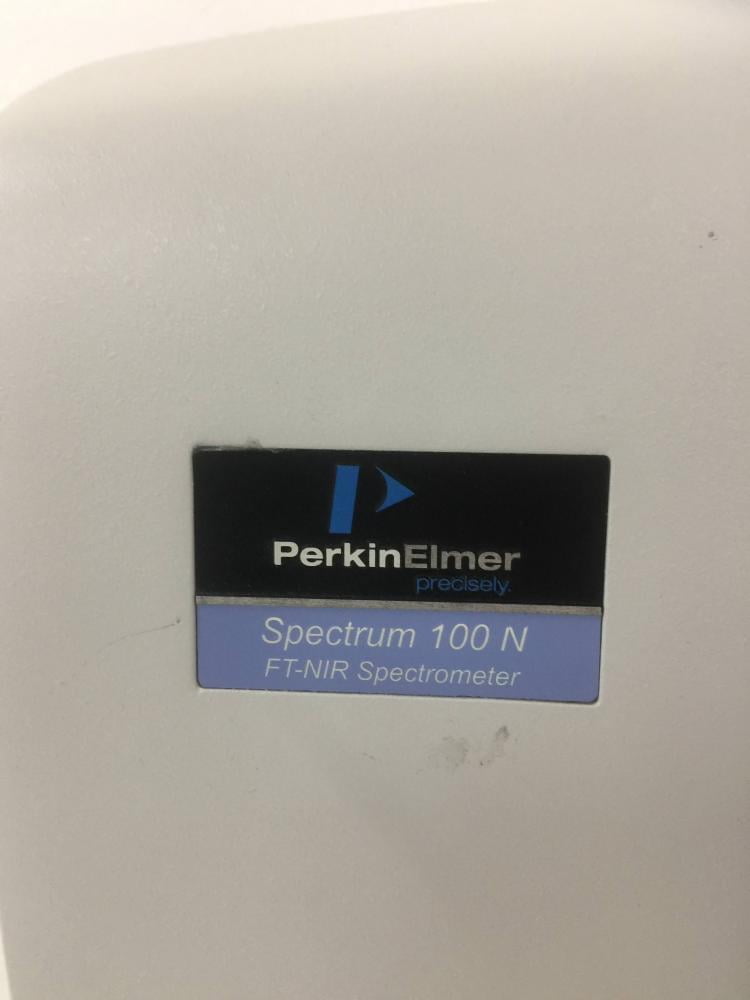 PerkinElmer
precisely.
Spectrum 100 N
FT-NIR Spectrometer